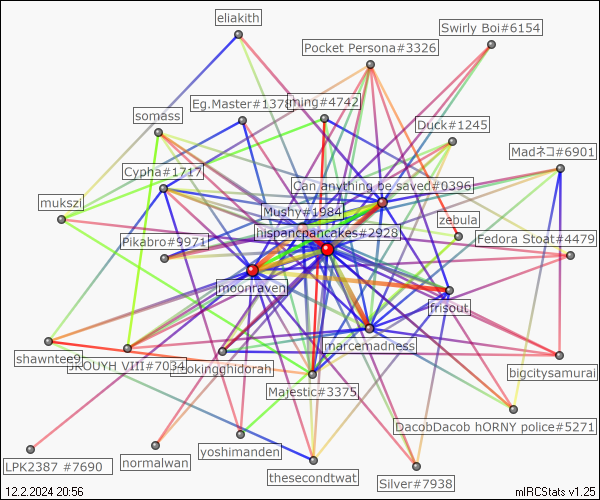 eliakith
Swirly Boi#6154
Pocket Persona#3326
Eg.Master#1378
ming#4742
somass
Duck#1245
Madネコ#6901
Cypha#1717
Can anything be saved#0396
mukszi
Mushy#1984
zebula
hispancpancakes#2928
Pikabro#9971
Fedora Stoat#4479
moonraven
frisout
marcemadness
shawntee9
ROUYH VIII#7034
okingghidorah
bigcitysamurai
Majestic#3375
DacobDacob hORNY police#5271
LPK2387 #7690
normalwan
yoshimanden
thesecondtwat
Silver#7938
12.2.2024 20:56
mIRCStats v1.25